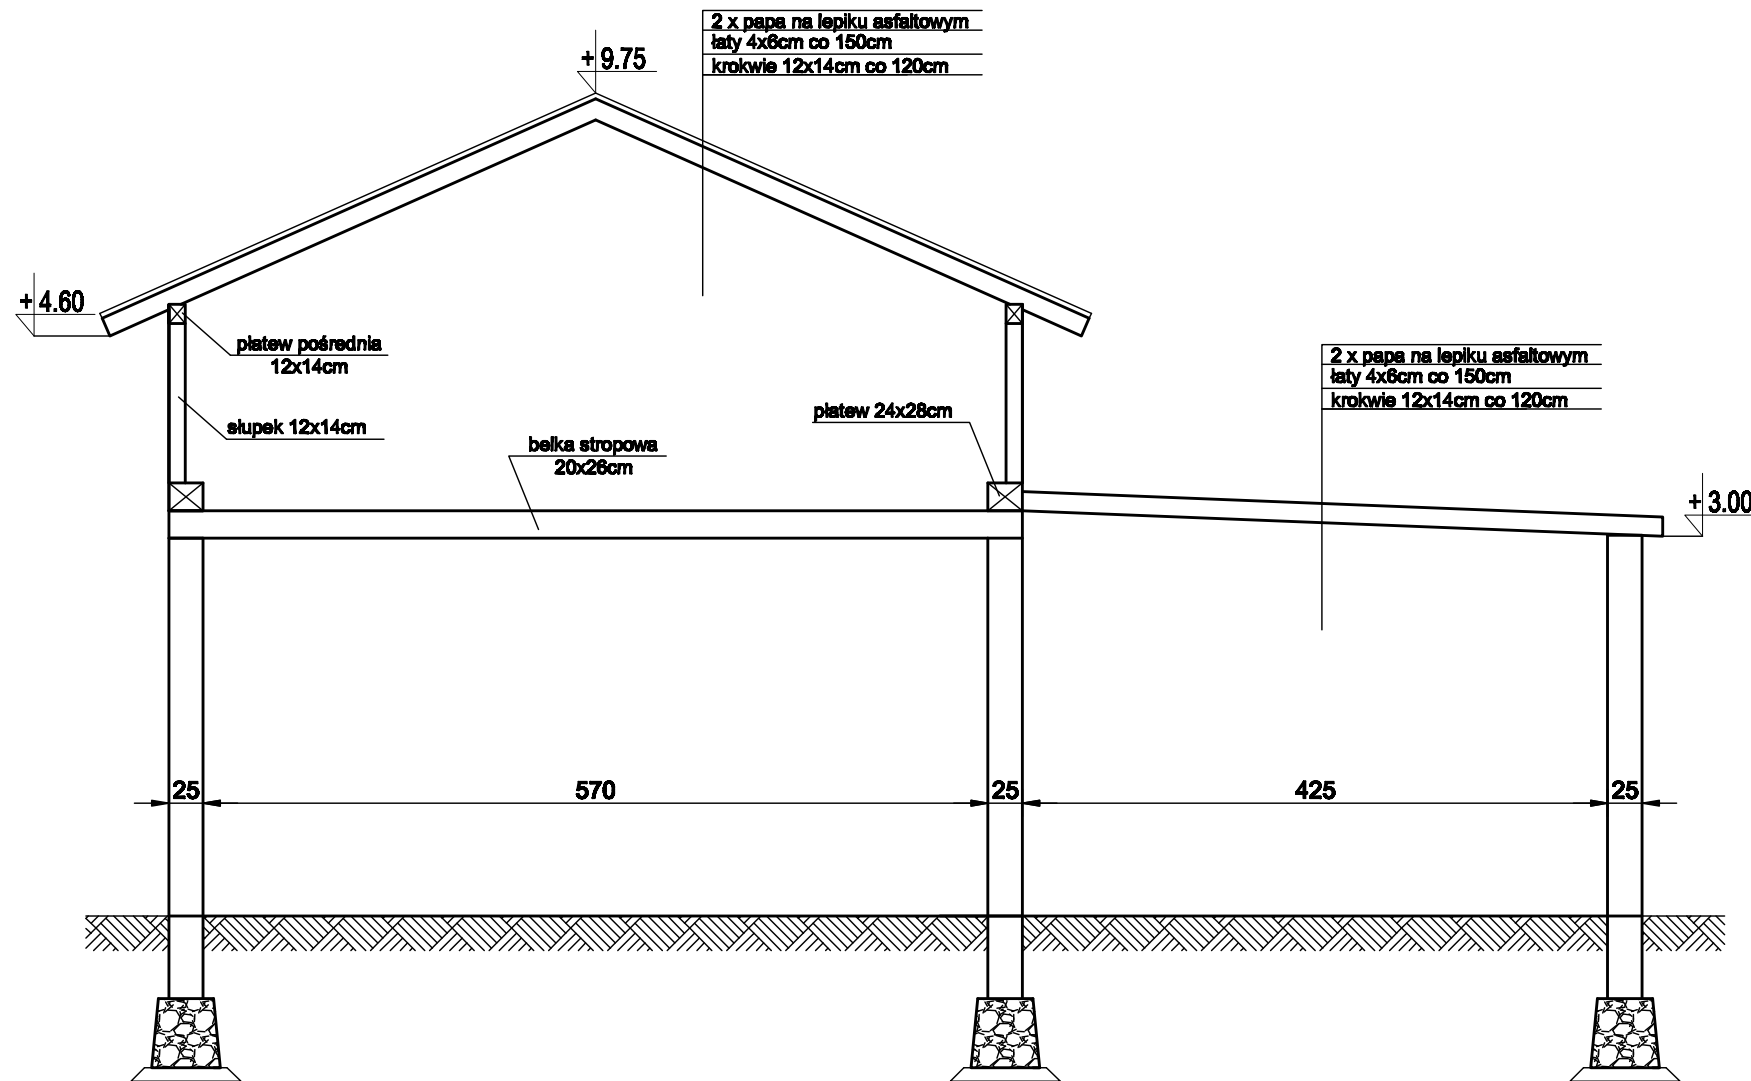 2 x papa na lepiku asfaltowym
łaty 4x6cm co 150cm
krokwie 12x14cm co 120cm
+ 9.75
+ 4.60
płatew pośrednia
12x14cm
słupek 12x14cm
belka stropowa
20x26cm
płatew 24x28cm
2 x papa na lepiku asfaltowym
łaty 4x6cm co 150cm
krokwie 12x14cm co 120cm
+ 3.00
25 570 25 425 25